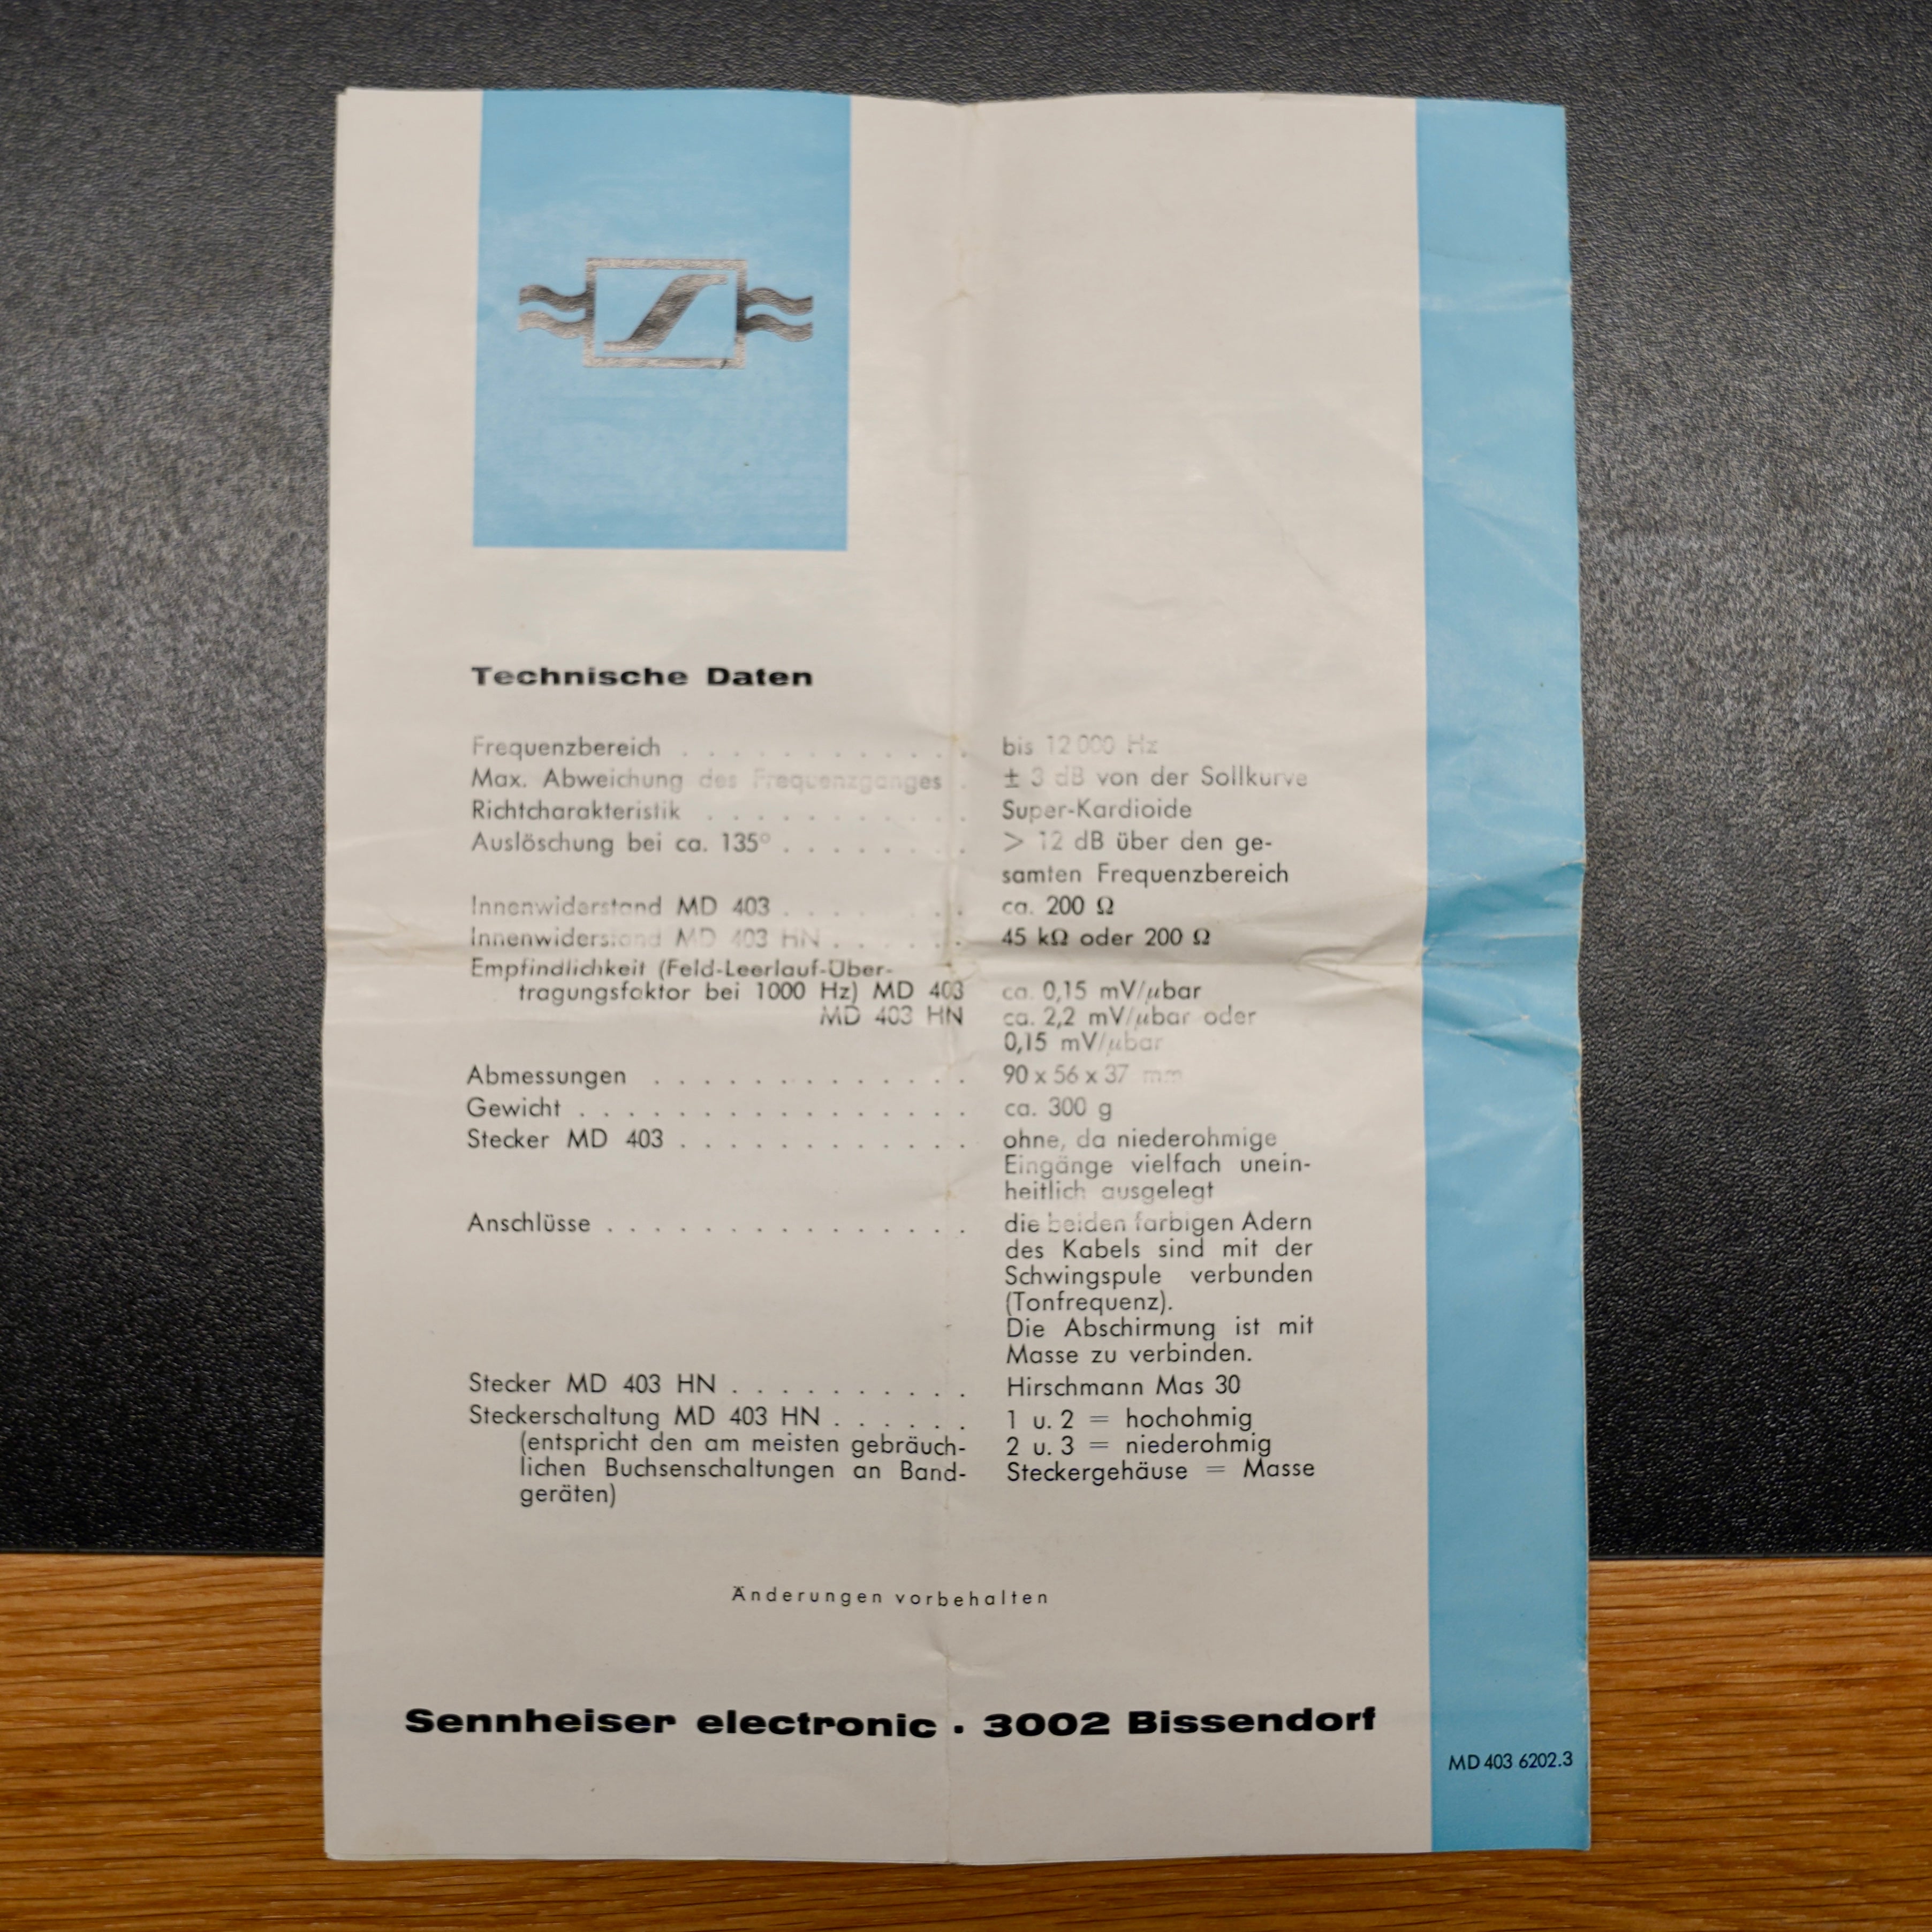 Technische Daten
Frequenzbereich . . . . . . . . . . . . bis 12 000 Hz
Max. Abweichung des Frequenzganges . ± 3 dB von der Sollkurve
Richtcharakteristik . . . . . . . . . . . Super-Kardioide
Auslöschung bei ca. 135° . . . . . . . . > 12 dB über den ge-
samten Frequenzbereich
Innenwiderstand MD 403 . . . . . . . . ca. 200 Ω
Innenwiderstand MD 403 HN . . . . . . 45 kΩ oder 200 Ω
Empfindlichkeit (Feld-Leerlauf-Über-
tragungsfaktor bei 1000 Hz) MD 403 ca. 0,15 mV/µbar
MD 403 HN ca. 2,2 mV/µbar oder
0,15 mV/µbar
Abmessungen . . . . . . . . . . . . . . 90 x 56 x 37 mm
Gewicht . . . . . . . . . . . . . . . . . ca. 300 g
Stecker MD 403 . . . . . . . . . . . . . ohne, da niederohmige
Eingänge vielfach unein-
heitlich ausgelegt
Anschlüsse . . . . . . . . . . . . . . . . die beiden farbigen Adern
des Kabels sind mit der
Schwingspule verbunden
(Tonfrequenz).
Die Abschirmung ist mit
Masse zu verbinden.
Stecker MD 403 HN . . . . . . . . . . . Hirschmann Mas 30
Steckerschaltung MD 403 HN . . . . . . 1 u. 2 = hochohmig
(entspricht den am meisten gebräuch- 2 u. 3 = niederohmig
lichen Buchsenschaltungen an Band- Steckergehäuse = Masse
geräten)
Änderungen vorbehalten
Sennheiser electronic · 3002 Bissendorf
MD 403 6202.3